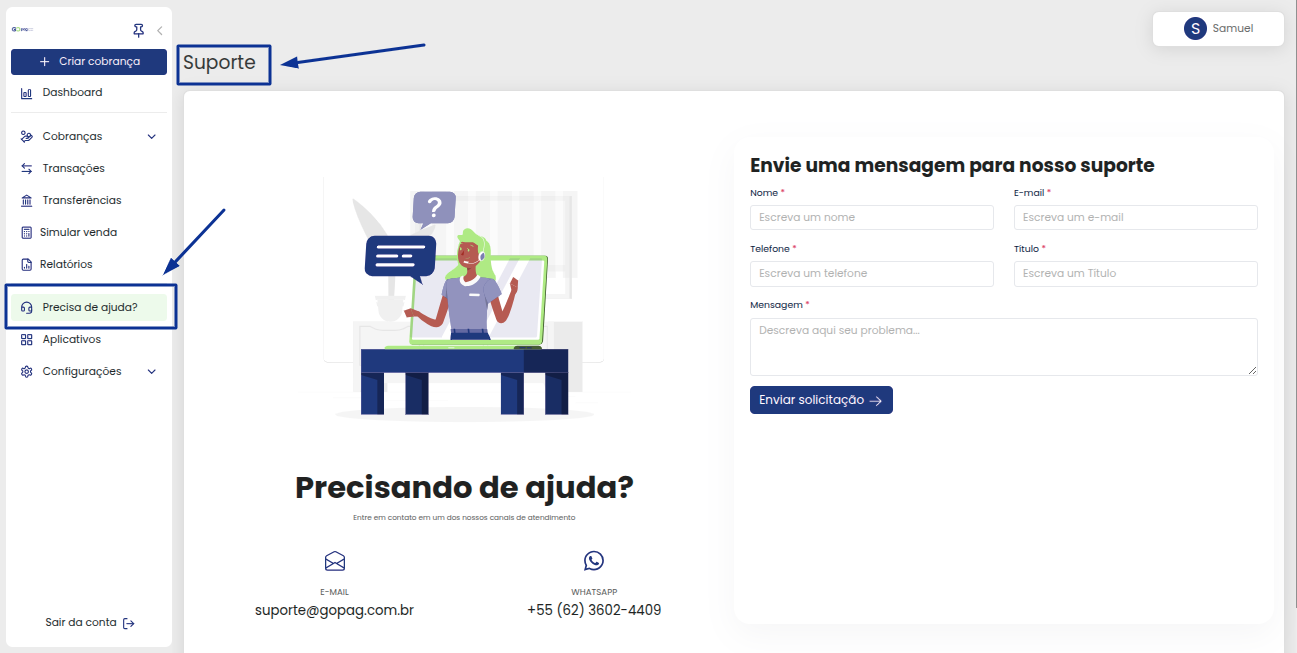 Criar cobrança
Dashboard
Cobranças
Transações
Transferências
Simular venda
Relatórios
Precisa de ajuda?
Aplicativos
Configurações
Sair da conta
Suporte
S
Samuel
?
Precisando de ajuda?
Entre em contato em um dos nossos canais de atendimento
E-MAIL
suporte@gopag.com.br
WHATSAPP
+55 (62) 3602-4409
Envie uma mensagem para nosso suporte
Nome *
Escreva um nome
E-mail *
Escreva um e-mail
Telefone *
Escreva um telefone
Titulo *
Escreva um Titulo
Mensagem *
Descreva aqui seu problema...
Enviar solicitação